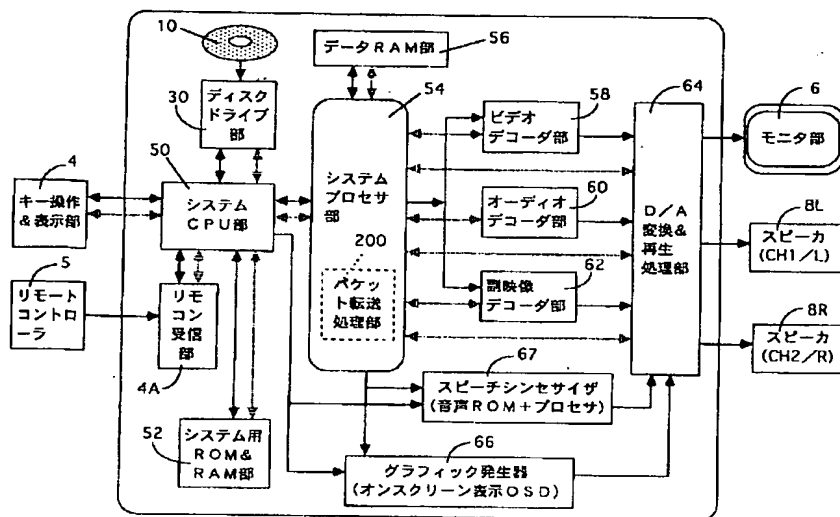 10
データRAM部
56
ディスク
ドライブ
部
30
54
58
64
6
ビデオ
デコーダ部
モニタ部
50
4
キー操作
&表示部
システム
CPU部
システム
プロセサ
部
オーディオ
デコーダ部
60
D/A
変換&
再生
処理部
8L
スピーカ
(CH1/L)
5
リモート
コントローラ
リモ
コン
受信部
4A
200
パケッ
ト転送
処理部
副映像
デコーダ部
62
8R
スピーカ
(CH2/R)
67
スピーチシンセサイザ
(音声ROM+プロセサ)
52
システム用
ROM&
RAM部
66
グラフィック発生器
(オンスクリーン表示OSD)